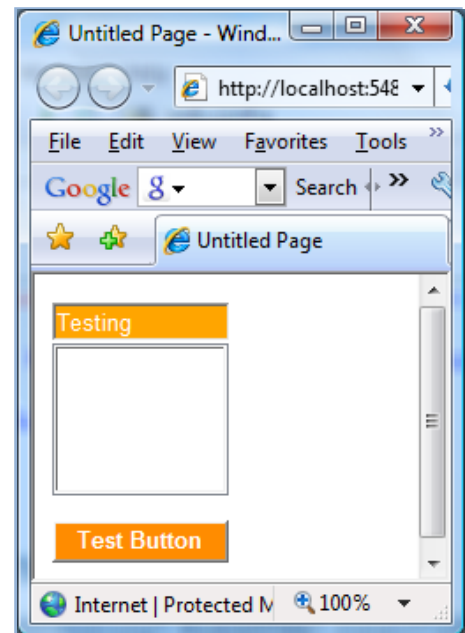 Untitled Page - Wind...
http://localhost:548
File Edit View Favorites Tools »
Google g Search »
Untitled Page
Testing
Test Button
Internet | Protected M 100%